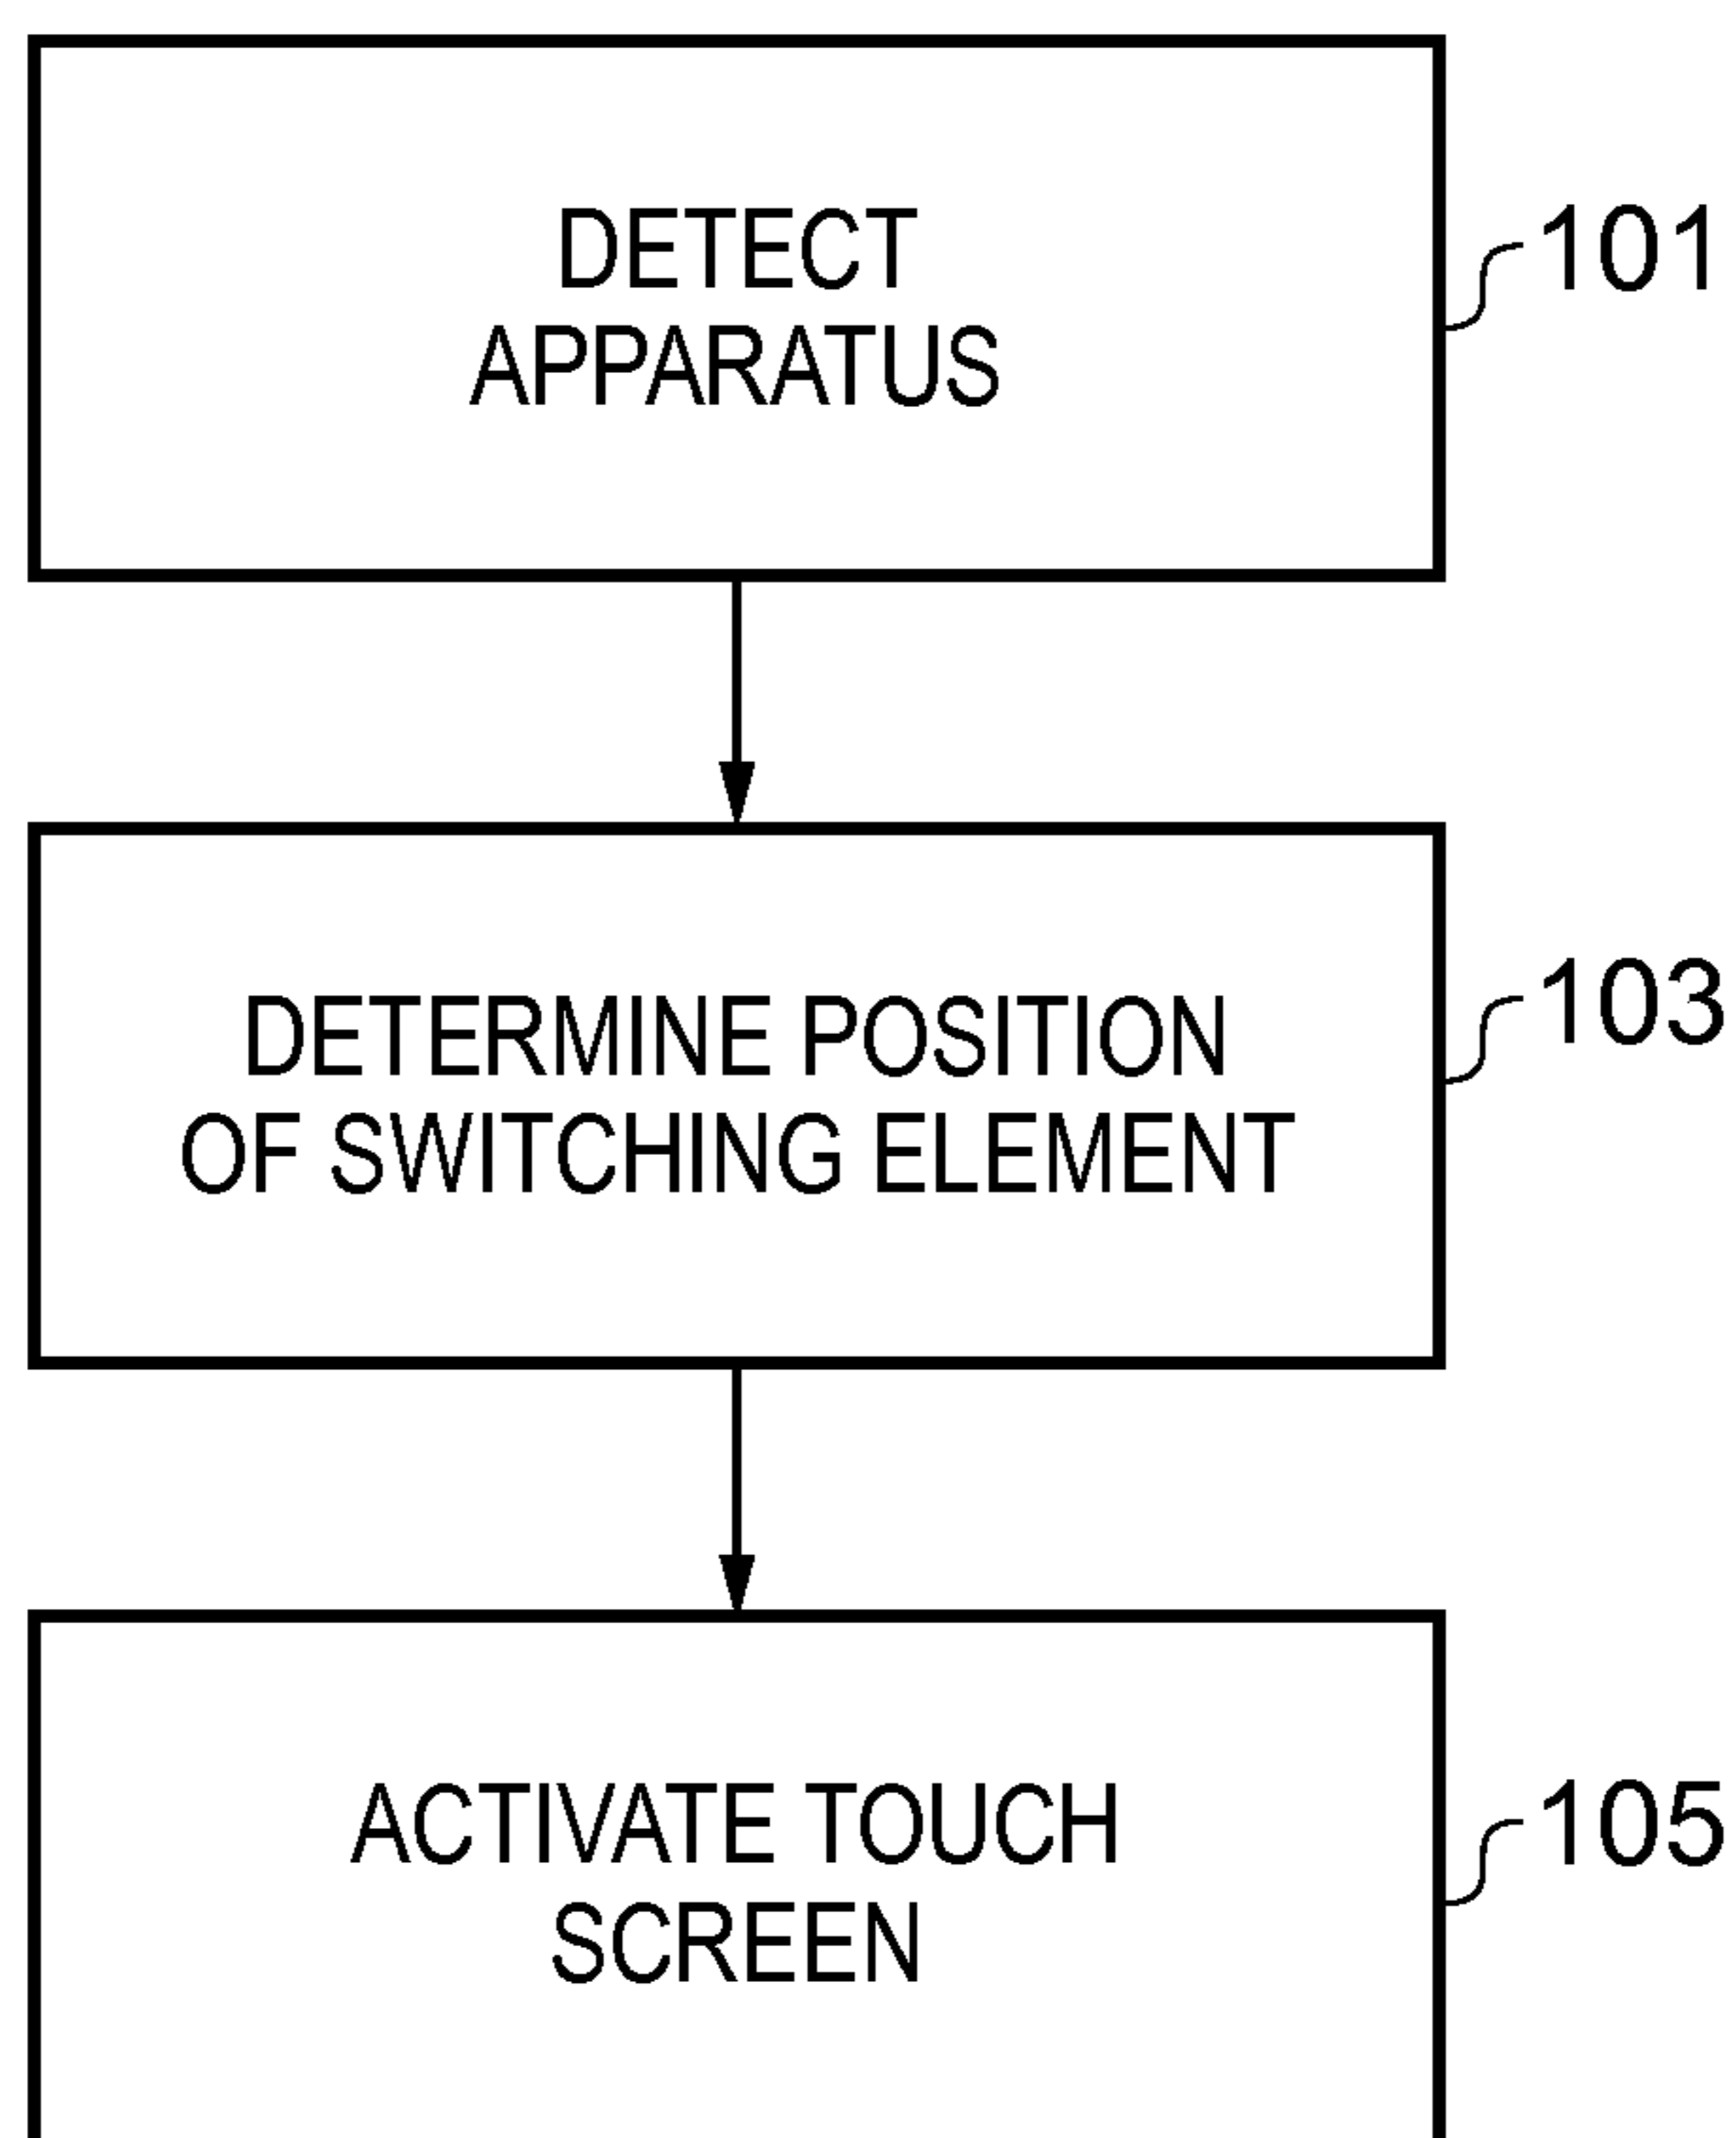 DETECT
APPARATUS
101
DETERMINE POSITION
OF SWITCHING ELEMENT
103
ACTIVATE TOUCH
SCREEN
105